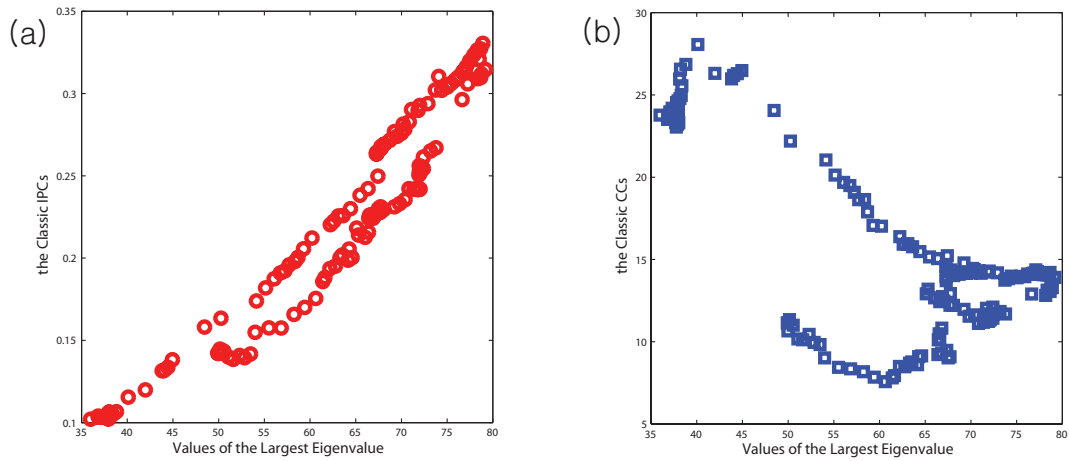 (a)
the Classic IPCs
0.35
0.3
0.25
0.2
0.15
0.1
35 40 45 50 55 60 65 70 75 80
Values of the Largest Eigenvalue
(b)
the Classic CCs
30
25
20
15
10
5
35 40 45 50 55 60 65 70 75 80
Values of the Largest Eigenvalue